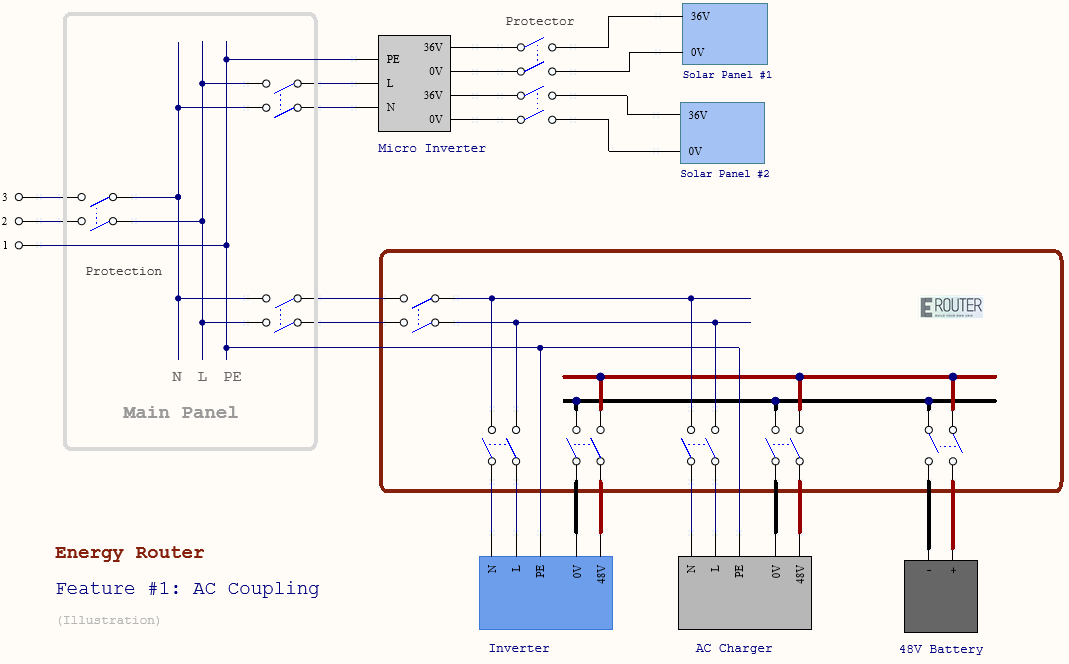 Protector
36V
0V
Solar Panel #1
36V
0V
Solar Panel #2
PE
L
N
36V
0V
36V
0V
Micro Inverter
3
2
1
Protection
N L PE
Main Panel
EROUTER
N L PE 0V 48V
Inverter
N L PE 0V 48V
AC Charger
- +
48V Battery
Energy Router
Feature #1: AC Coupling
(Illustration)